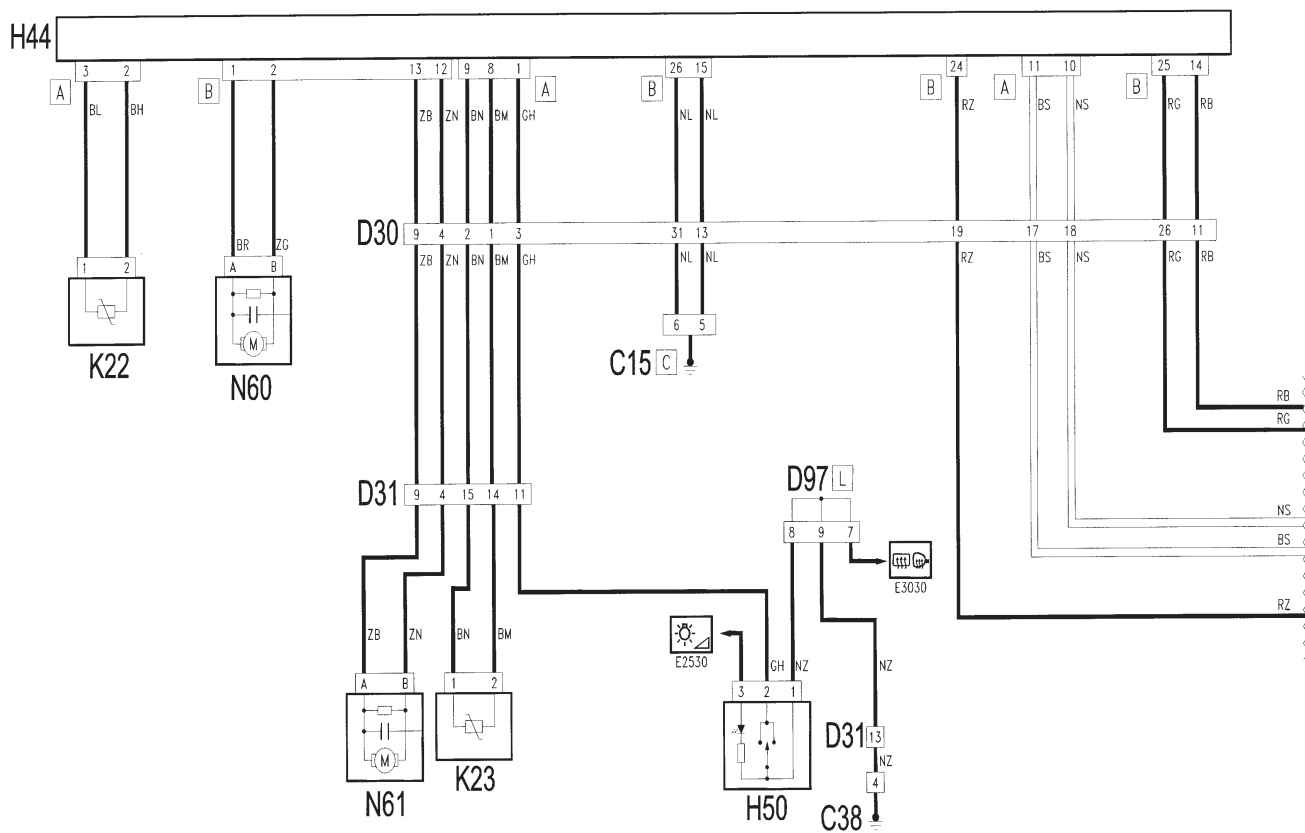 H44
3 2 1 2 13 12 9 8 1 26 15 24 11 10 25 14
A B A B B A B
BL BH ZB ZN BN BM GH NL NL RZ BS NS RG RB
D30 9 4 2 1 3 31 13 19 17 18 26 11
BR ZG ZB ZN BN BM GH NL NL RZ BS NS RG RB
1 2 A B
M
6 5
C15 C
K22
N60
RB
RG
D31 9 4 15 14 11
D97 L
8 9 7
NS
BS
E3030
RZ
ZB ZN BN BM
E2530
GH NZ NZ
A B 1 2 3 2 1
D31 13
M
NZ
K23
4
N61 H50 C38